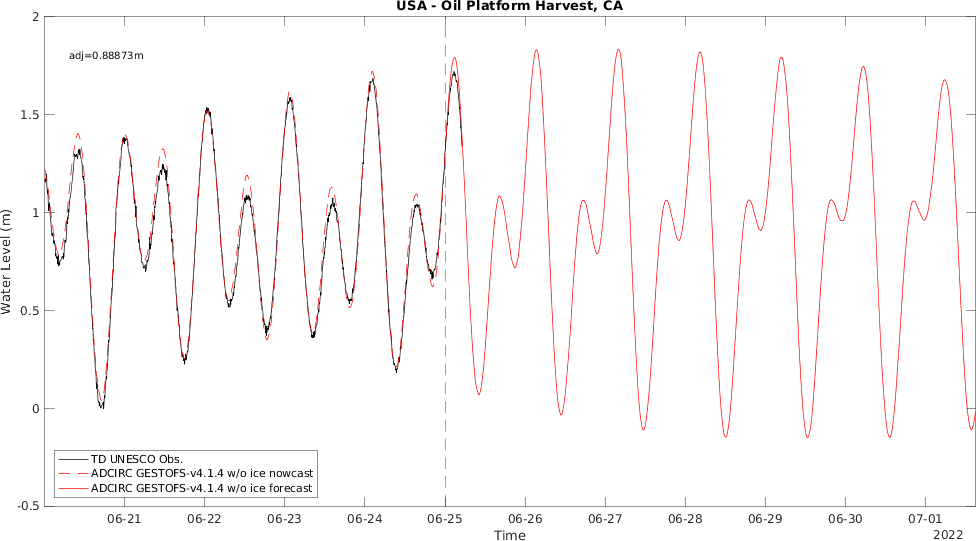 USA - Oil Platform Harvest, CA
adj=0.88873m
Water Level (m)
2
1.5
1
0.5
0
-0.5
TD UNESCO Obs.
ADCIRC GESTOFS-v4.1.4 w/o ice nowcast
ADCIRC GESTOFS-v4.1.4 w/o ice forecast
06-21 06-22 06-23 06-24 06-25 06-26 06-27 06-28 06-29 06-30 07-01
Time
2022